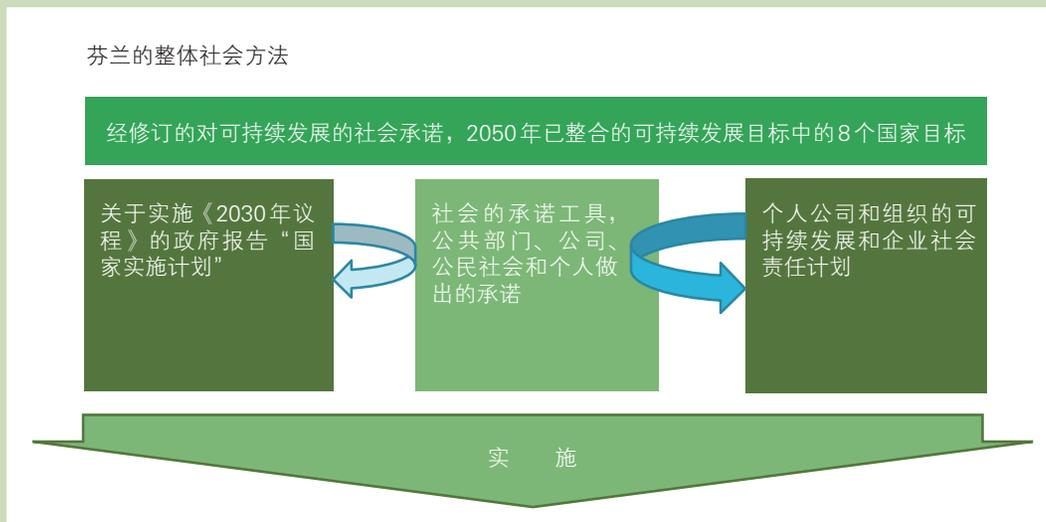 芬兰的整体社会方法
经修订的对可持续发展的社会承诺，2050年已整合的可持续发展目标中的8个国家目标
关于实施《2030年议
程》的政府报告“国
家实施计划”
社会的承诺工具，
公共部门、公司、
公民社会和个人做
出的承诺
个人公司和组织的可
持续发展和企业社会
责任计划
实 施